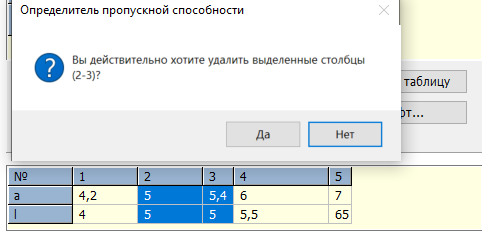 Определитель пропускной способности
Вы действительно хотите удалить выделенные столбцы
(2-3)?
таблицу
Да
Нет
№ 1 2 3 4 5
a 4,2 5 5,4 6 7
l 4 5 5 5,5 65